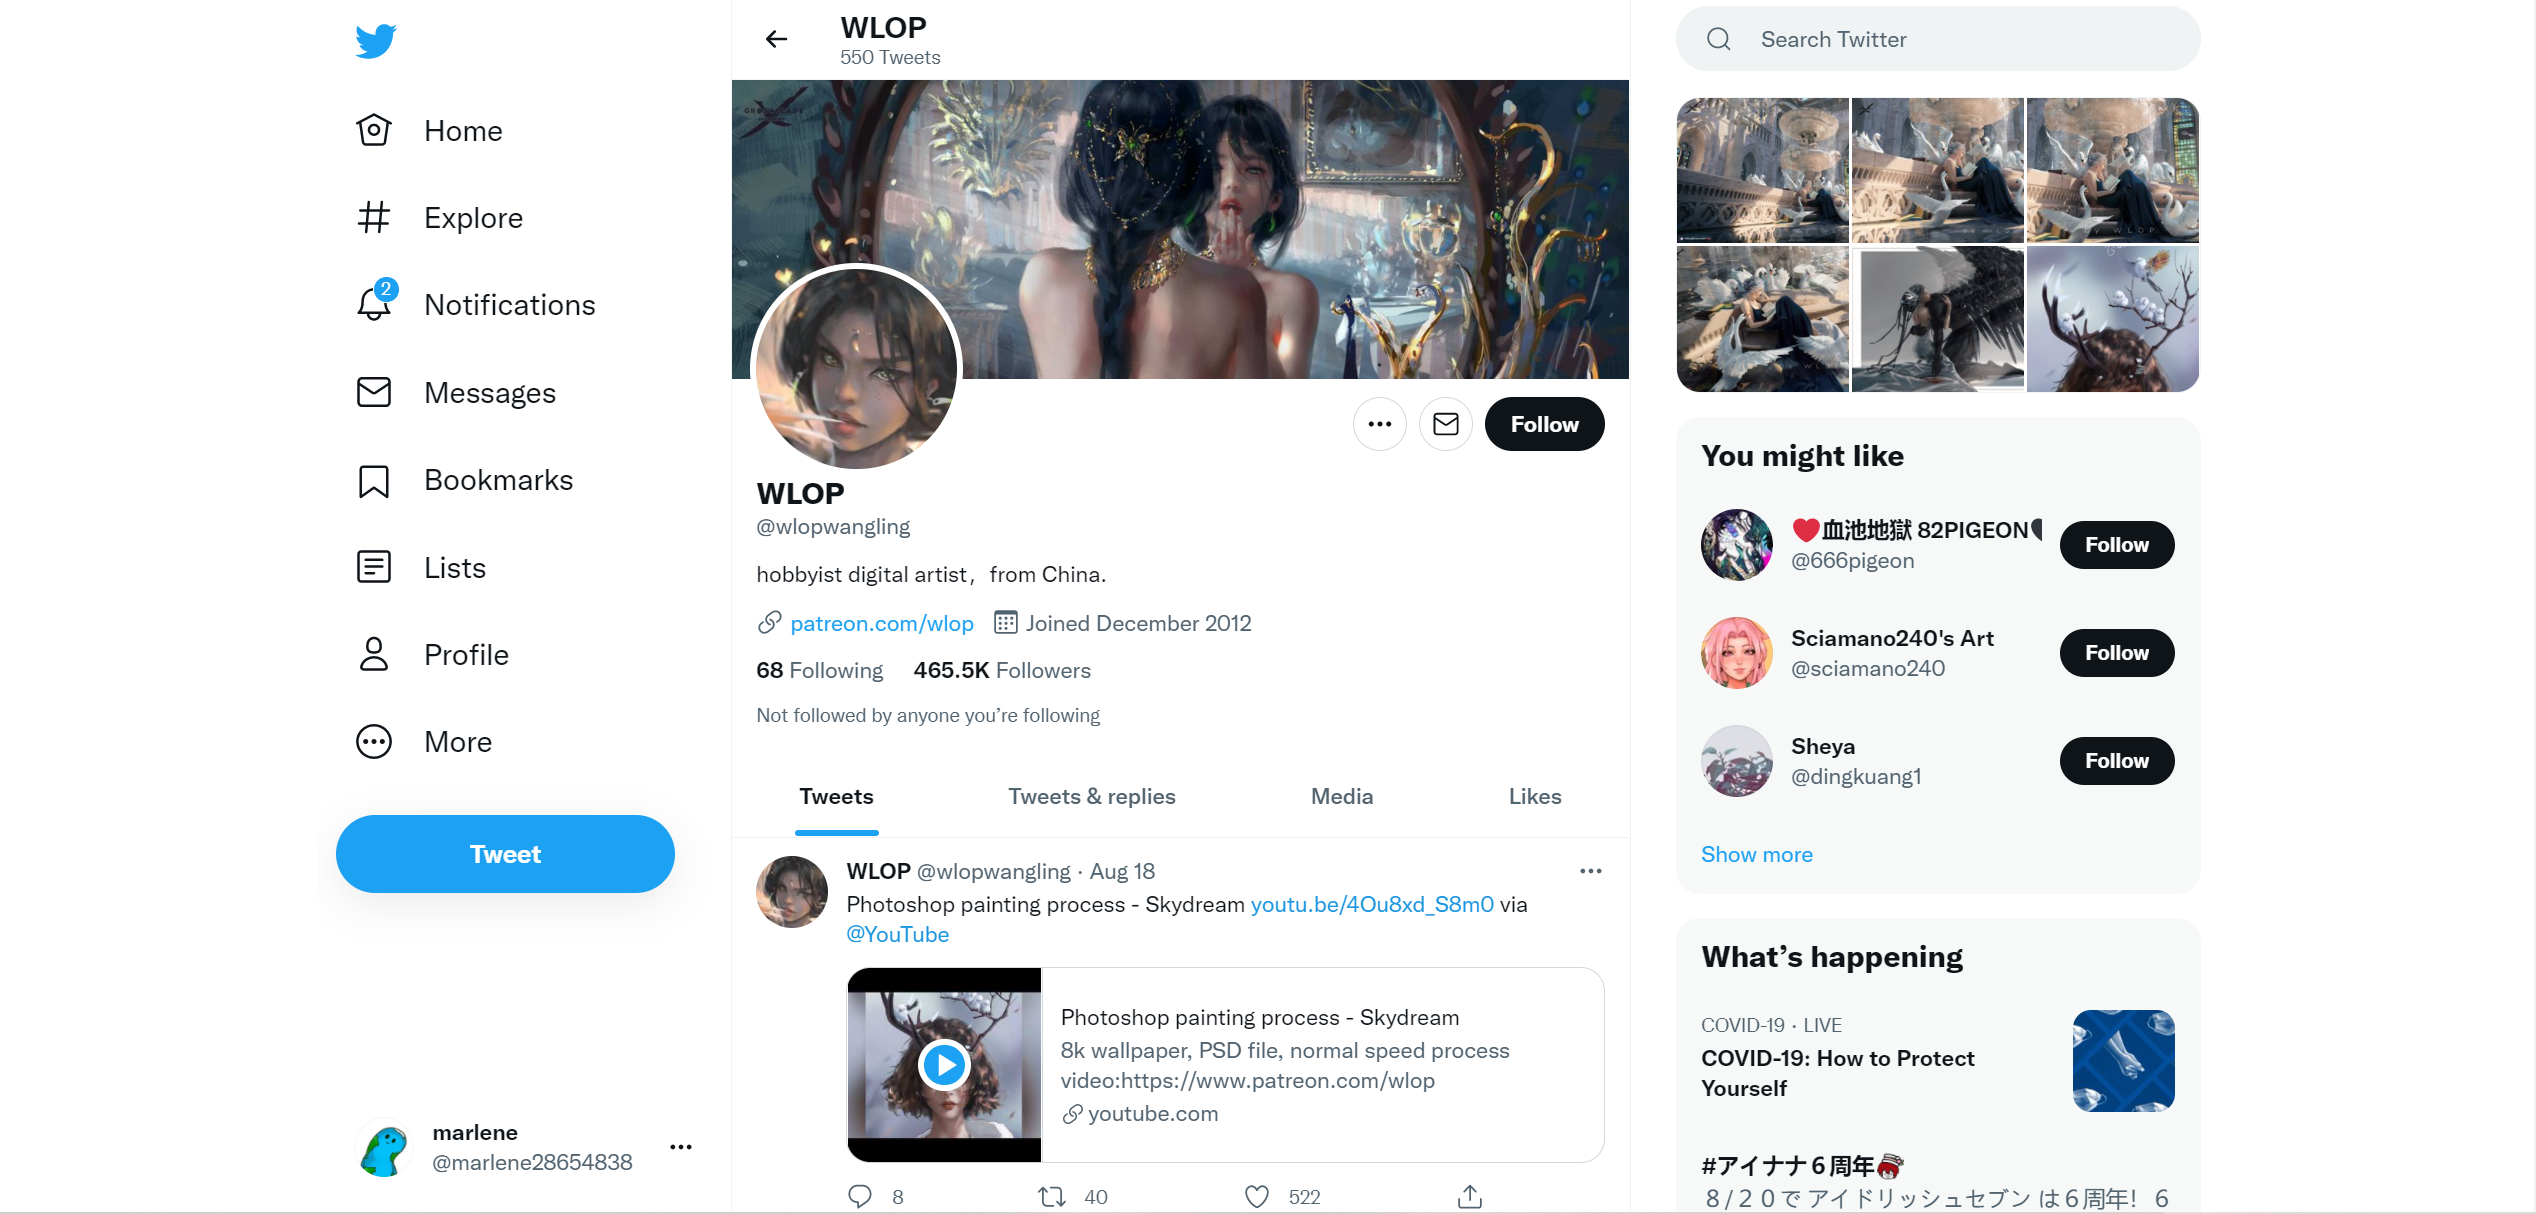 Home
Explore
2
Notifications
Messages
Bookmarks
Lists
Profile
More
Tweet
marlene
@marlene28654838
WLOP
550 Tweets
Follow
WLOP
@wlopwangling
hobbyist digital artist，from China.
patreon.com/wlop Joined December 2012
68 Following 465.5K Followers
Not followed by anyone you’re following
Tweets Tweets & replies Media Likes
WLOP @wlopwangling · Aug 18
Photoshop painting process - Skydream youtu.be/4Ou8xd_S8m0 via
@YouTube
Photoshop painting process - Skydream
8k wallpaper, PSD file, normal speed process
video:https://www.patreon.com/wlop
youtube.com
8 40 522
Search Twitter
You might like
血池地獄 82PIGEON
@666pigeon
Follow
Sciamano240's Art
@sciamano240
Follow
Sheya
@dingkuang1
Follow
Show more
What’s happening
COVID-19 · LIVE
COVID-19: How to Protect
Yourself
#アイナナ６周年
８/２０で アイドリッシュセブン は６周年！６